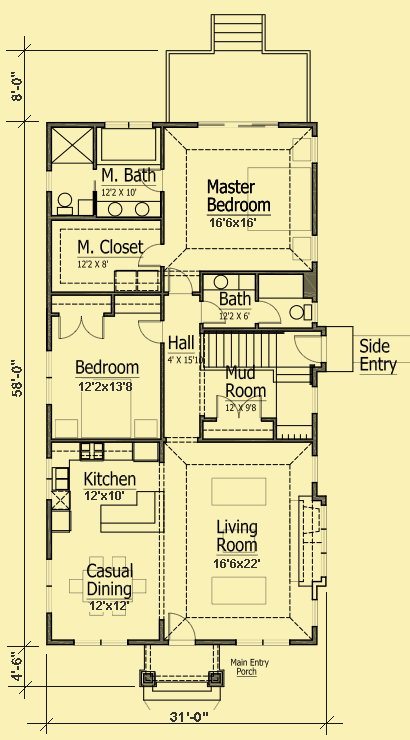 8'-0"
M. Bath
12'2 X 10'
Master
Bedroom
16'6x16'
M. Closet
12'2 X 8'
Bath
12'2 X 6'
58'-0"
Hall
4' X 15'10
Side
Entry
Bedroom
12'2x13'8
Mud
Room
12' X 9'8
Kitchen
12'x10'
Living
Room
16'6x22'
Casual
Dining
12'x12'
4'-6"
Main Entry
Porch
31'-0"